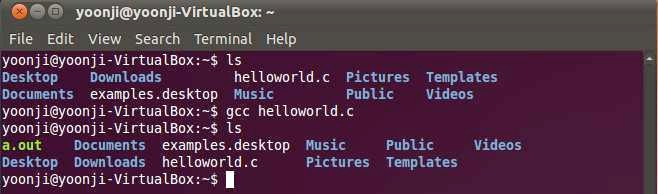 yoonji@yoonji-VirtualBox: ~
File Edit View Search Terminal Help
yoonji@yoonji-VirtualBox:~$ ls
Desktop Downloads helloworld.c Pictures Templates
Documents examples.desktop Music Public Videos
yoonji@yoonji-VirtualBox:~$ gcc helloworld.c
yoonji@yoonji-VirtualBox:~$ ls
a.out Documents examples.desktop Music Public Videos
Desktop Downloads helloworld.c Pictures Templates
yoonji@yoonji-VirtualBox:~$